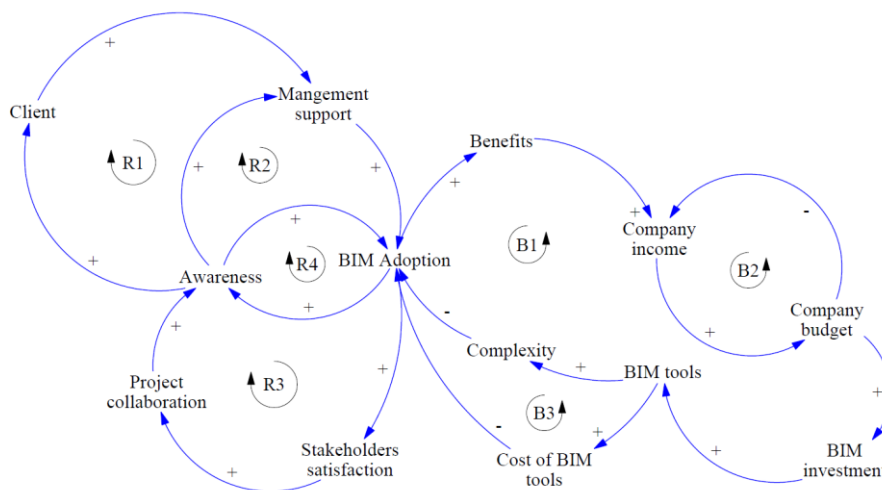 +
Client
Mangement
support
Benefits
R1
R2
+
+
+
+
+
-
Company
income
B1
+
R4
B2
Awareness
BIM Adoption
+
+
Company
budget
+
-
+
Complexity
BIM tools
Project
collaboration
R3
+
+
+
B3
-
+
Stakeholders
satisfaction
Cost of BIM
tools
+
+
BIM
investmen